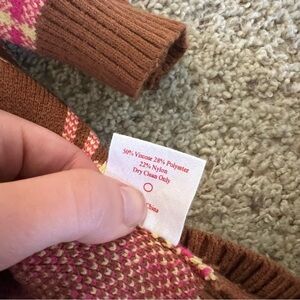 50% Viscose 28% Polyester
22% Nylon
Dry Clean Only
China